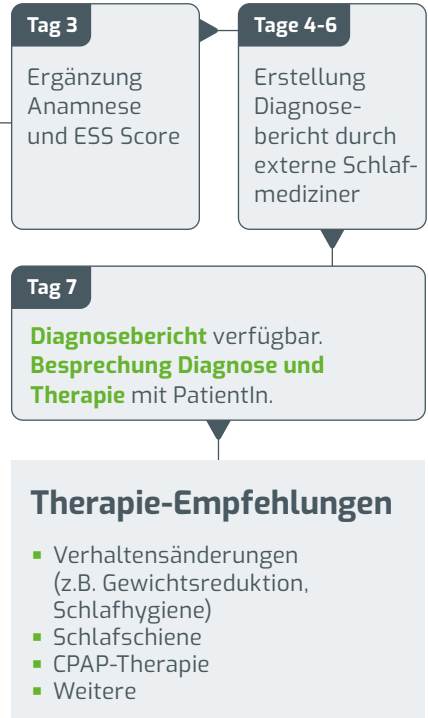 Tag 3
Ergänzung
Anamnese
und ESS Score
Tage 4-6
Erstellung
Diagnose-
bericht durch
externe Schlaf-
mediziner
Tag 7
Diagnosebericht verfügbar.
Besprechung Diagnose und
Therapie mit PatientIn.
Therapie-Empfehlungen
▪ Verhaltensänderungen
(z.B. Gewichtsreduktion,
Schlafhygiene)
▪ Schlafschiene
▪ CPAP-Therapie
▪ Weitere